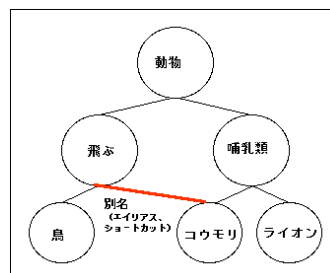 動物
飛ぶ
哺乳類
別名
(エイリアス、
ショートカット)
鳥
コウモリ
ライオン